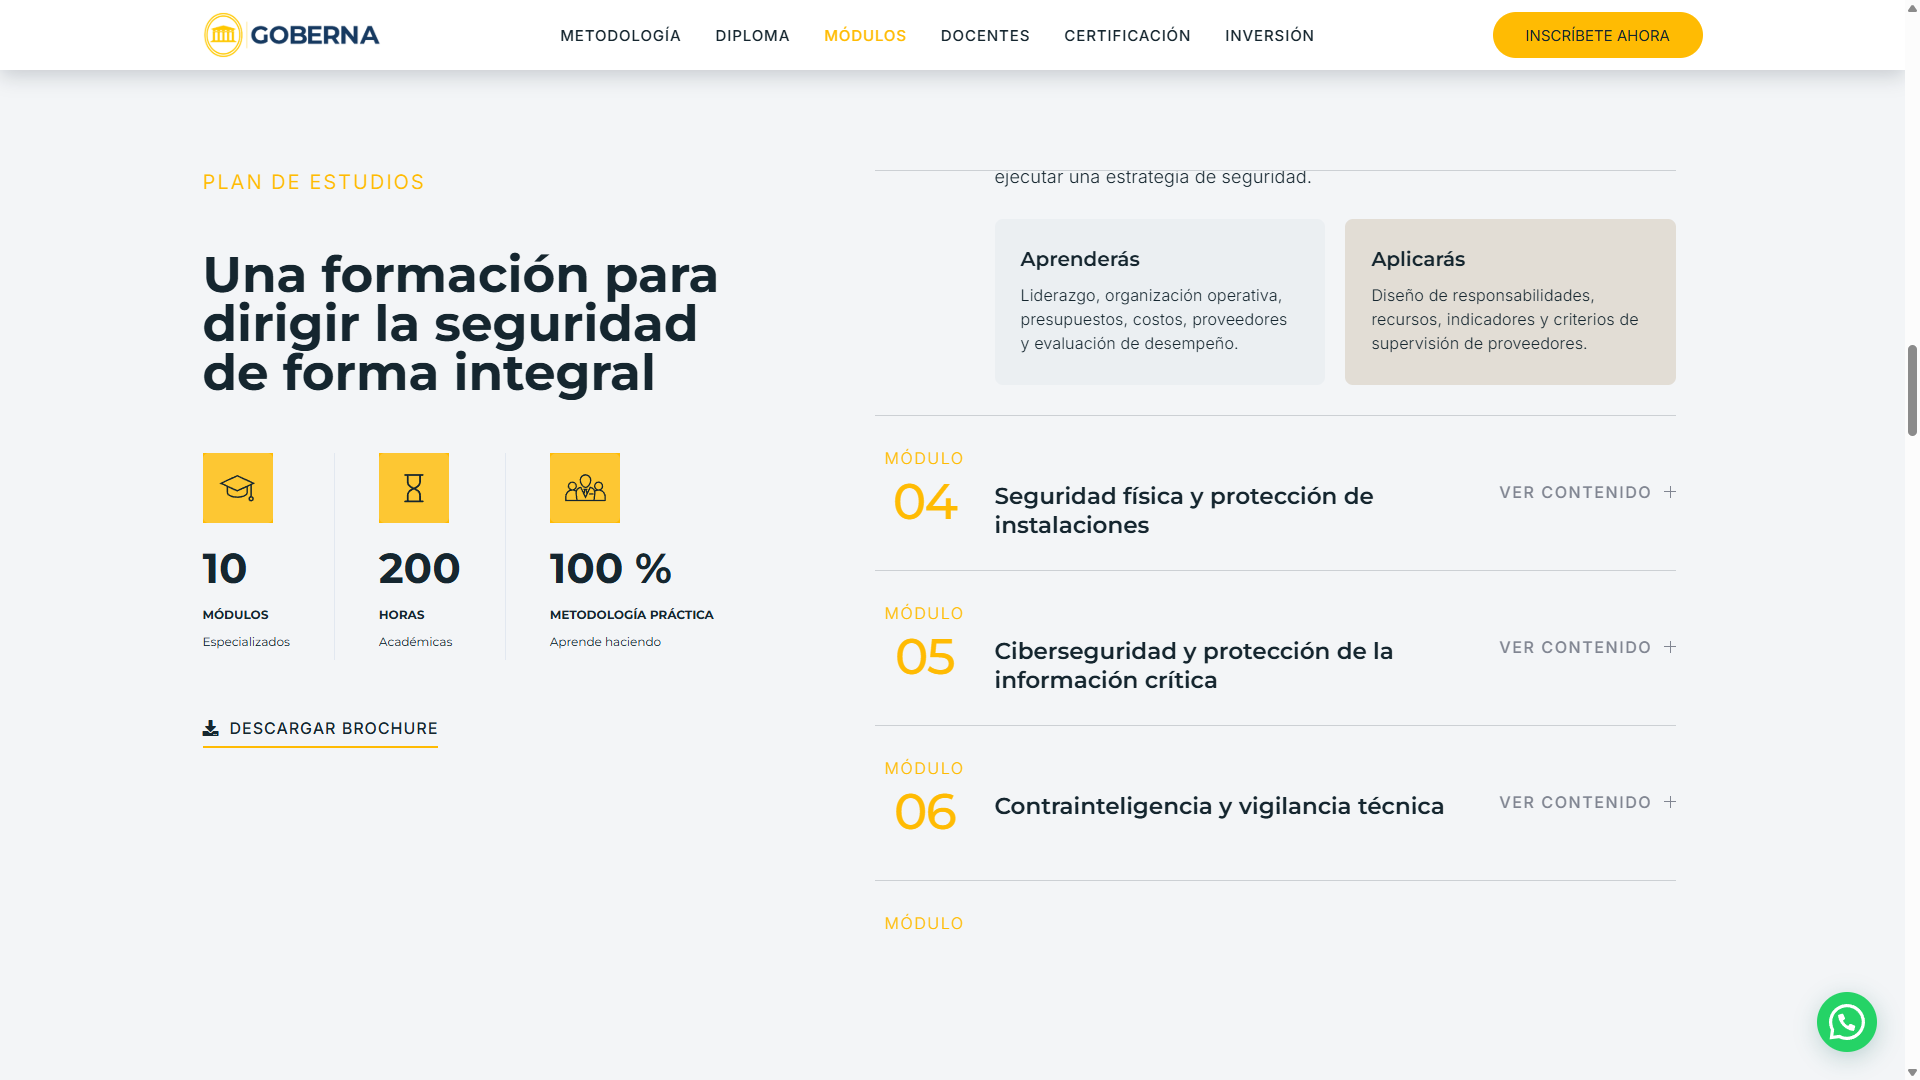 GOBERNA
METODOLOGÍA
DIPLOMA
MÓDULOS
DOCENTES
CERTIFICACIÓN
INVERSIÓN
INSCRÍBETE AHORA
PLAN DE ESTUDIOS
Una formación para
dirigir la seguridad
de forma integral
10
MÓDULOS
Especializados
200
HORAS
Académicas
100 %
METODOLOGÍA PRÁCTICA
Aprende haciendo
DESCARGAR BROCHURE
ejecutar una estrategia de seguridad.
Aprenderás
Liderazgo, organización operativa,
presupuestos, costos, proveedores
y evaluación de desempeño.
Aplicarás
Diseño de responsabilidades,
recursos, indicadores y criterios de
supervisión de proveedores.
MÓDULO
04
Seguridad física y protección de
instalaciones
VER CONTENIDO +
MÓDULO
05
Ciberseguridad y protección de la
información crítica
VER CONTENIDO +
MÓDULO
06
Contrainteligencia y vigilancia técnica
VER CONTENIDO +
MÓDULO